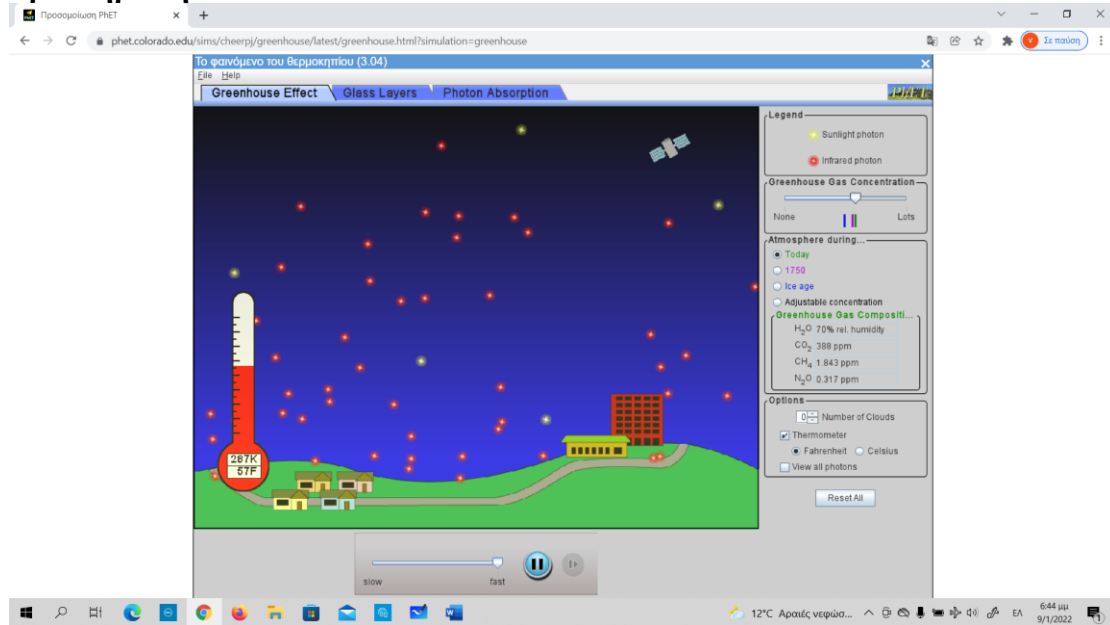 Προσομοίωση PhET
phet.colorado.edu/sims/cheerpj/greenhouse/latest/greenhouse.html?simulation=greenhouse
Σε παύση
Το φαινόμενο του θερμοκηπίου (3.04)
File Help
Greenhouse Effect Glass Layers Photon Absorption
Legend
Sunlight photon
Infrared photon
Greenhouse Gas Concentration
None Lots
Atmosphere during...
Today
1750
Ice age
Adjustable concentration
Greenhouse Gas Compositi...
H2O 70% rel. humidity
CO2 388 ppm
CH4 1.843 ppm
N2O 0.317 ppm
Options
0 Number of Clouds
Thermometer
Fahrenheit Celsius
View all photons
Reset All
287K
57F
slow fast
12°C Αραιές νεφώσ... ΕΛ 6:44 μμ
9/1/2022